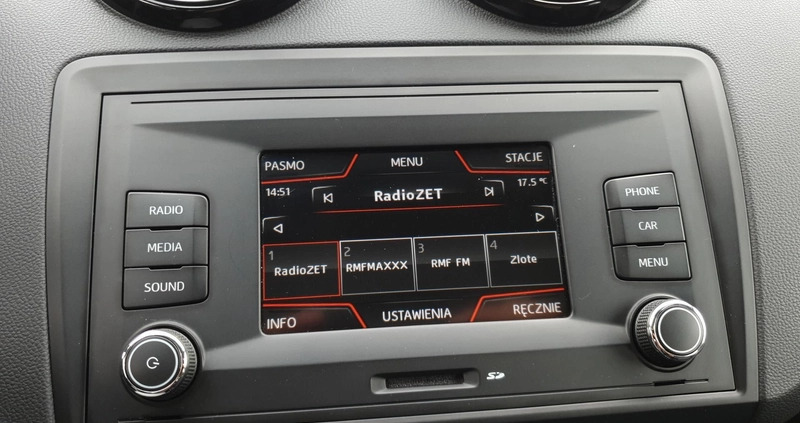 PASMO MENU STACJE
14:51 RadioZET 17.5 °C
1 RadioZET 2 RMFMAXXX 3 RMF FM 4 Zlote
INFO USTAWIENIA RĘCZNIE
RADIO
MEDIA
SOUND
PHONE
CAR
MENU
SD